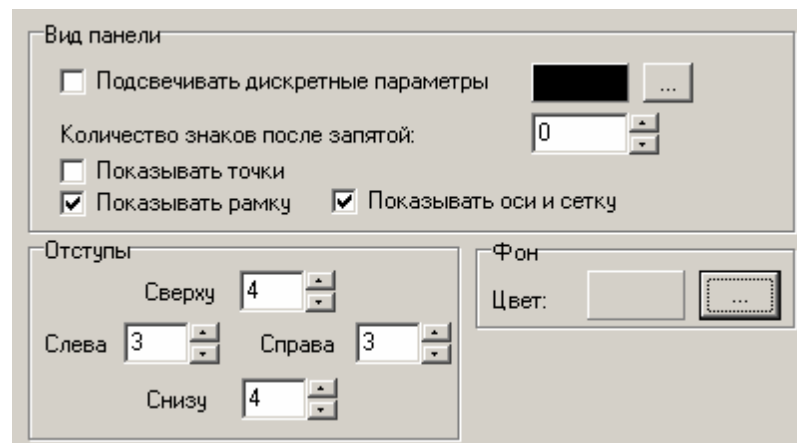 Вид панели
Подсвечивать дискретные параметры ...
Количество знаков после запятой: 0
Показывать точки
Показывать рамку Показывать оси и сетку
Отступы
Сверху 4
Слева 3 Справа 3
Снизу 4
Фон
Цвет: ...